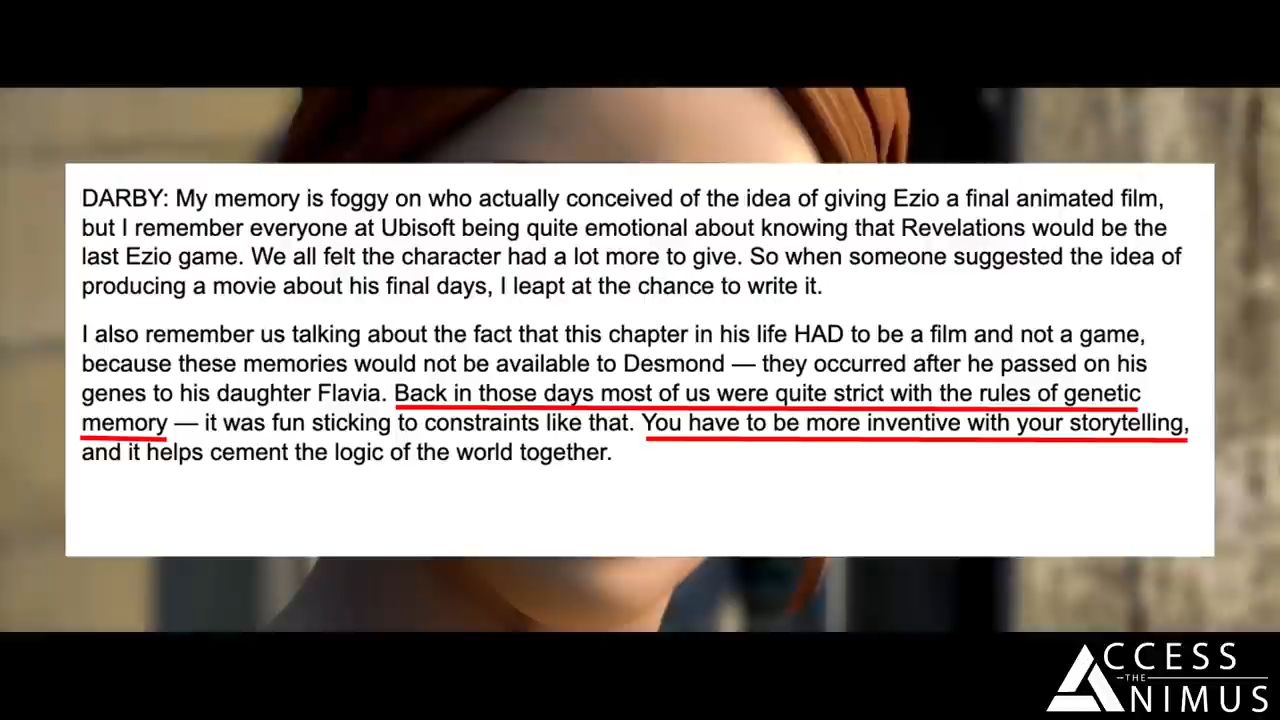 DARBY: My memory is foggy on who actually conceived of the idea of giving Ezio a final animated film,
but I remember everyone at Ubisoft being quite emotional about knowing that Revelations would be the
last Ezio game. We all felt the character had a lot more to give. So when someone suggested the idea of
producing a movie about his final days, I leapt at the chance to write it.
I also remember us talking about the fact that this chapter in his life HAD to be a film and not a game,
because these memories would not be available to Desmond — they occurred after he passed on his
genes to his daughter Flavia. Back in those days most of us were quite strict with the rules of genetic
memory — it was fun sticking to constraints like that. You have to be more inventive with your storytelling,
and it helps cement the logic of the world together.
ACCESS
THE
ANIMUS